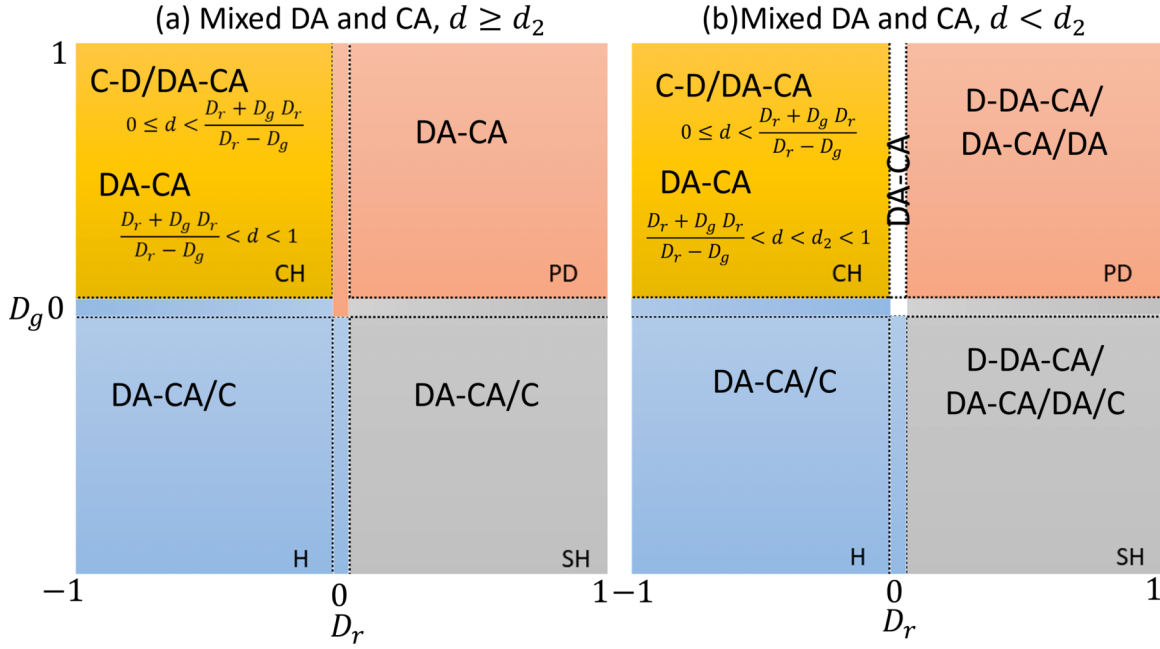 (a) Mixed DA and CA, d ≥ d₂
1
C-D/DA-CA
0 ≤ d < (D_r + D_g D_r)/(D_r − D_g)
DA-CA
(D_r + D_g D_r)/(D_r − D_g) < d < 1
CH
DA-CA
PD
D_g 0
DA-CA/C
H
DA-CA/C
SH
−1
0
1
D_r
(b)Mixed DA and CA, d < d₂
C-D/DA-CA
0 ≤ d < (D_r + D_g D_r)/(D_r − D_g)
DA-CA
(D_r + D_g D_r)/(D_r − D_g) < d < d₂ < 1
CH
DA-CA
D-DA-CA/
DA-CA/DA
PD
DA-CA/C
H
D-DA-CA/
DA-CA/DA/C
SH
−1
0
1
D_r